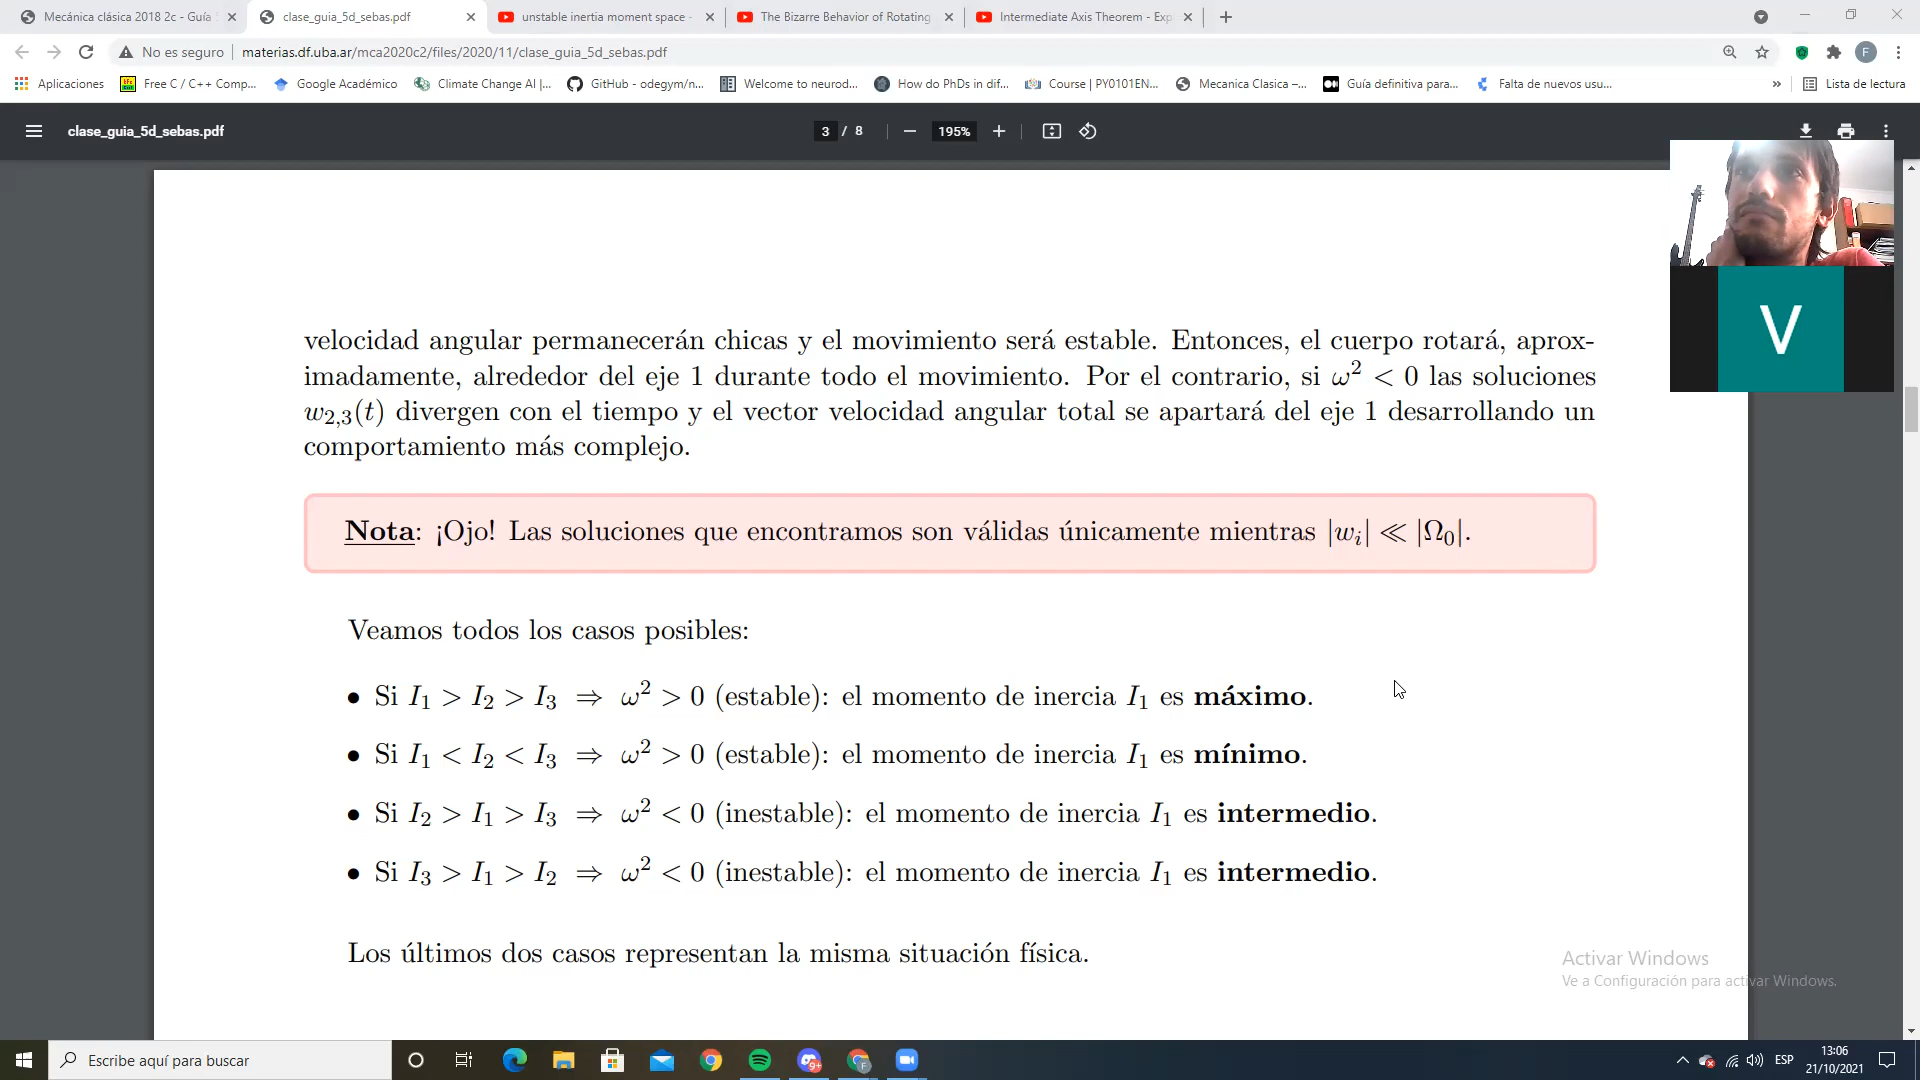 Mecánica clásica 2018 2c - Guía
clase_guia_5d_sebas.pdf
unstable inertia moment space -
The Bizarre Behavior of Rotating
Intermediate Axis Theorem - Exp
No es seguro | materias.df.uba.ar/mca2020c2/files/2020/11/clase_guia_5d_sebas.pdf
F
Aplicaciones
Free C / C++ Comp...
Google Académico
Climate Change AI |...
GitHub - odegym/n...
Welcome to neurod...
How do PhDs in dif...
Course | PY0101EN...
Mecanica Clasica –...
Guía definitiva para...
Falta de nuevos usu...
»
Lista de lectura
clase_guia_5d_sebas.pdf
3 / 8
195%
V
velocidad angular permanecerán chicas y el movimiento será estable. Entonces, el cuerpo rotará, aprox-
imadamente, alrededor del eje 1 durante todo el movimiento. Por el contrario, si ω² < 0 las soluciones
w₂,₃(t) divergen con el tiempo y el vector velocidad angular total se apartará del eje 1 desarrollando un
comportamiento más complejo.
Nota: ¡Ojo! Las soluciones que encontramos son válidas únicamente mientras |wᵢ| ≪ |Ω₀|.
Veamos todos los casos posibles:
• Si I₁ > I₂ > I₃ ⇒ ω² > 0 (estable): el momento de inercia I₁ es máximo.
• Si I₁ < I₂ < I₃ ⇒ ω² > 0 (estable): el momento de inercia I₁ es mínimo.
• Si I₂ > I₁ > I₃ ⇒ ω² < 0 (inestable): el momento de inercia I₁ es intermedio.
• Si I₃ > I₁ > I₂ ⇒ ω² < 0 (inestable): el momento de inercia I₁ es intermedio.
Los últimos dos casos representan la misma situación física.
Activar Windows
Ve a Configuración para activar Windows.
Escribe aquí para buscar
ESP
13:06
21/10/2021